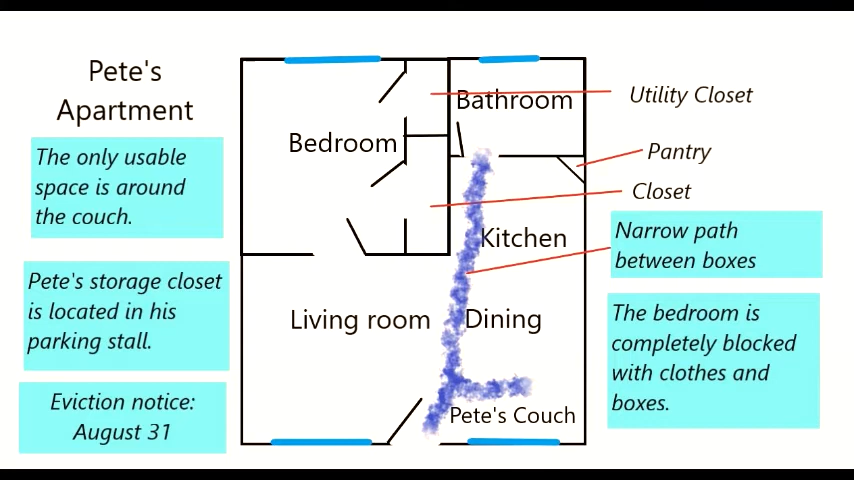 Pete's
Apartment
The only usable
space is around
the couch.
Pete's storage closet
is located in his
parking stall.
Eviction notice:
August 31
Bedroom
Bathroom
Kitchen
Living room
Dining
Pete's Couch
Utility Closet
Pantry
Closet
Narrow path
between boxes
The bedroom is
completely blocked
with clothes and
boxes.